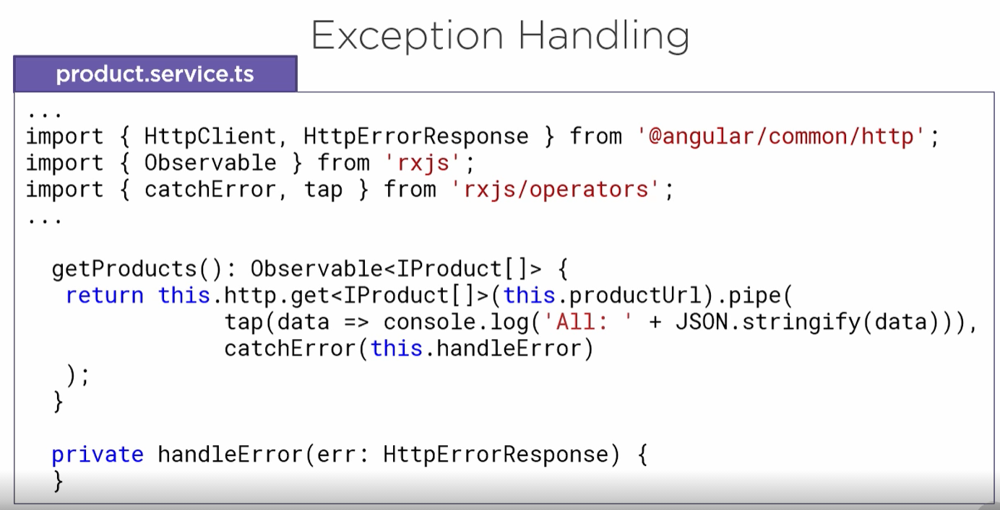 Exception Handling
product.service.ts
...
import { HttpClient, HttpErrorResponse } from '@angular/common/http';
import { Observable } from 'rxjs';
import { catchError, tap } from 'rxjs/operators';
...
getProducts(): Observable<IProduct[]> {
return this.http.get<IProduct[]>(this.productUrl).pipe(
tap(data => console.log('All: ' + JSON.stringify(data))),
catchError(this.handleError)
);
}
private handleError(err: HttpErrorResponse) {
}